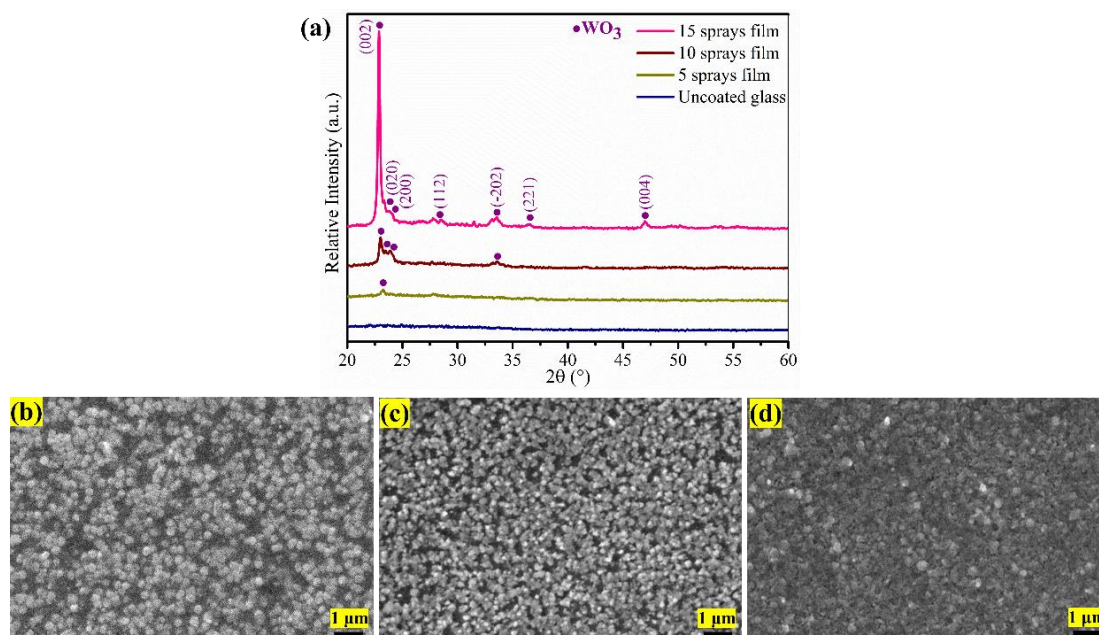 (a)
WO3
15 sprays film
10 sprays film
5 sprays film
Uncoated glass
(002)
(020)
(200)
(112)
(-202)
(221)
(004)
Relative Intensity (a.u.)
20 25 30 35 40 45 50 55 60
2θ (°)
(b)
(c)
(d)
1 μm
1 μm
1 μm